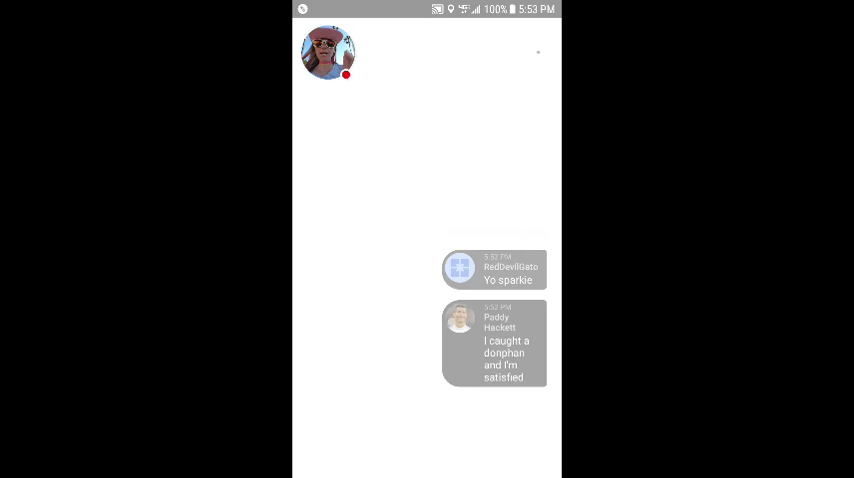 100% 5:53 PM
5:52 PM
RedDevilGato
Yo sparkie
5:52 PM
Paddy
Hackett
I caught a
donphan
and I'm
satisfied